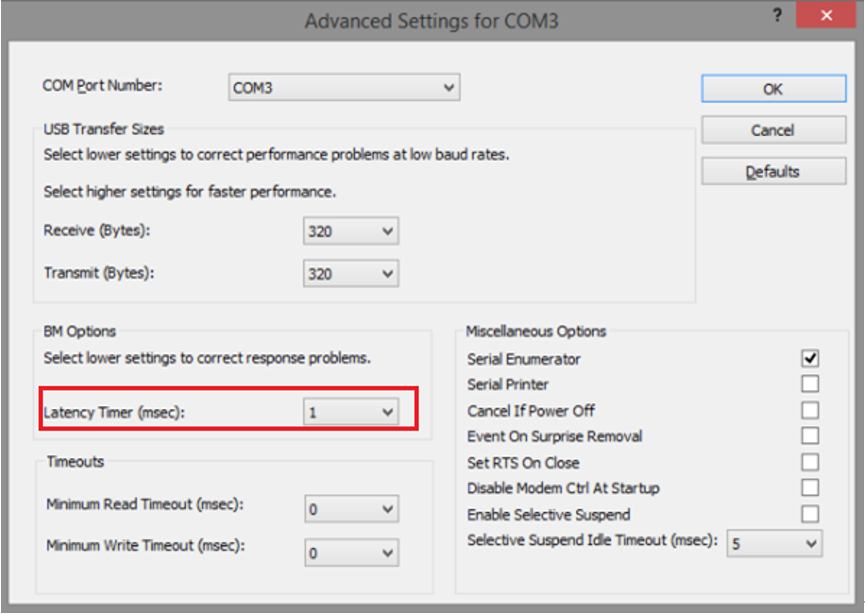 Advanced Settings for COM3
?
COM Port Number:
COM3
OK
Cancel
Defaults
USB Transfer Sizes
Select lower settings to correct performance problems at low baud rates.
Select higher settings for faster performance.
Receive (Bytes):
320
Transmit (Bytes):
320
BM Options
Select lower settings to correct response problems.
Latency Timer (msec):
1
Timeouts
Minimum Read Timeout (msec):
0
Minimum Write Timeout (msec):
0
Miscellaneous Options
Serial Enumerator
Serial Printer
Cancel If Power Off
Event On Surprise Removal
Set RTS On Close
Disable Modem Ctrl At Startup
Enable Selective Suspend
Selective Suspend Idle Timeout (msec):
5